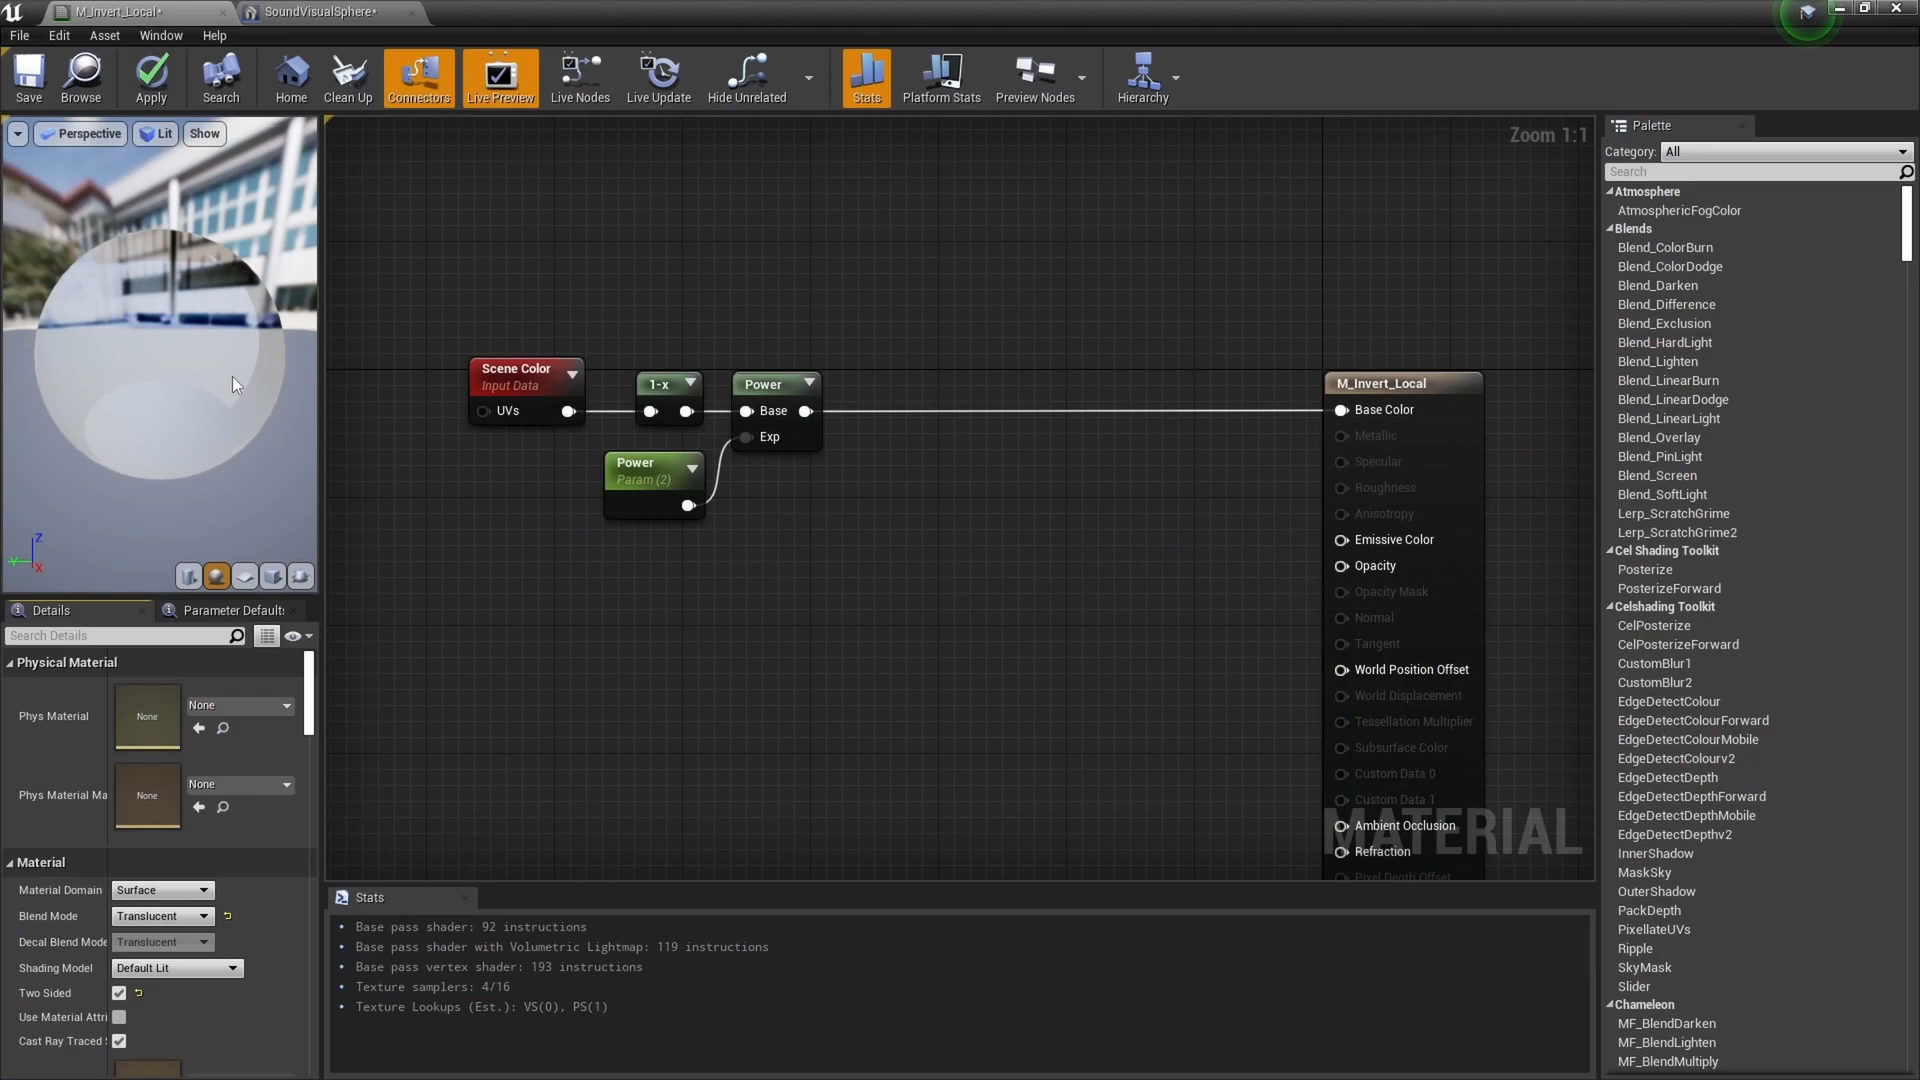 M_Invert_Local*
SoundVisualSphere*
File
Edit
Asset
Window
Help
Save
Browse
Apply
Search
Home
Clean Up
Connectors
Live Preview
Live Nodes
Live Update
Hide Unrelated
Stats
Platform Stats
Preview Nodes
Hierarchy
Perspective
Lit
Show
Z
Y
X
Zoom 1:1
Scene Color
Input Data
UVs
1-x
Power
Base
Exp
Power
Param (2)
M_Invert_Local
Base Color
Metallic
Specular
Roughness
Anisotropy
Emissive Color
Opacity
Opacity Mask
Normal
Tangent
World Position Offset
World Displacement
Tessellation Multiplier
Subsurface Color
Custom Data 0
Custom Data 1
Ambient Occlusion
Refraction
Pixel Depth Offset
MATERIAL
Details
Parameter Defaults
Search Details
Physical Material
Phys Material
None
None
Phys Material Ma
None
None
Material
Material Domain
Surface
Blend Mode
Translucent
Decal Blend Mode
Translucent
Shading Model
Default Lit
Two Sided
Use Material Attri
Cast Ray Traced S
Stats
• Base pass shader: 92 instructions
• Base pass shader with Volumetric Lightmap: 119 instructions
• Base pass vertex shader: 193 instructions
• Texture samplers: 4/16
• Texture Lookups (Est.): VS(0), PS(1)
Palette
Category:
All
Search
Atmosphere
AtmosphericFogColor
Blends
Blend_ColorBurn
Blend_ColorDodge
Blend_Darken
Blend_Difference
Blend_Exclusion
Blend_HardLight
Blend_Lighten
Blend_LinearBurn
Blend_LinearDodge
Blend_LinearLight
Blend_Overlay
Blend_PinLight
Blend_Screen
Blend_SoftLight
Lerp_ScratchGrime
Lerp_ScratchGrime2
Cel Shading Toolkit
Posterize
PosterizeForward
Celshading Toolkit
CelPosterize
CelPosterizeForward
CustomBlur1
CustomBlur2
EdgeDetectColour
EdgeDetectColourForward
EdgeDetectColourMobile
EdgeDetectColourv2
EdgeDetectDepth
EdgeDetectDepthForward
EdgeDetectDepthMobile
EdgeDetectDepthv2
InnerShadow
MaskSky
OuterShadow
PackDepth
PixellateUVs
Ripple
SkyMask
Slider
Chameleon
MF_BlendDarken
MF_BlendLighten
MF_BlendMultiply